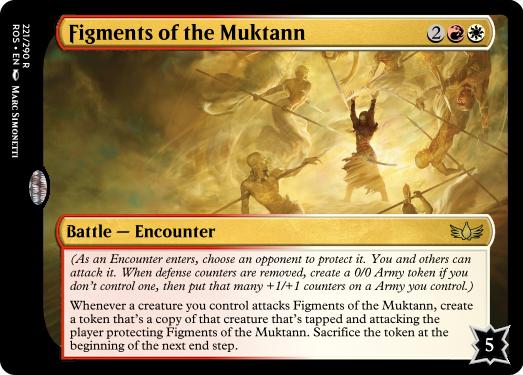 Figments of the Muktann
2
Battle — Encounter
(As an Encounter enters, choose an opponent to protect it. You and others can
attack it. When defense counters are removed, create a 0/0 Army token if you
don't control one, then put that many +1/+1 counters on a Army you control.)
Whenever a creature you control attacks Figments of the Muktann, create
a token that's a copy of that creature that's tapped and attacking the
player protecting Figments of the Muktann. Sacrifice the token at the
beginning of the next end step.
5
221/290 R
ROS • EN MARC SIMONETTI